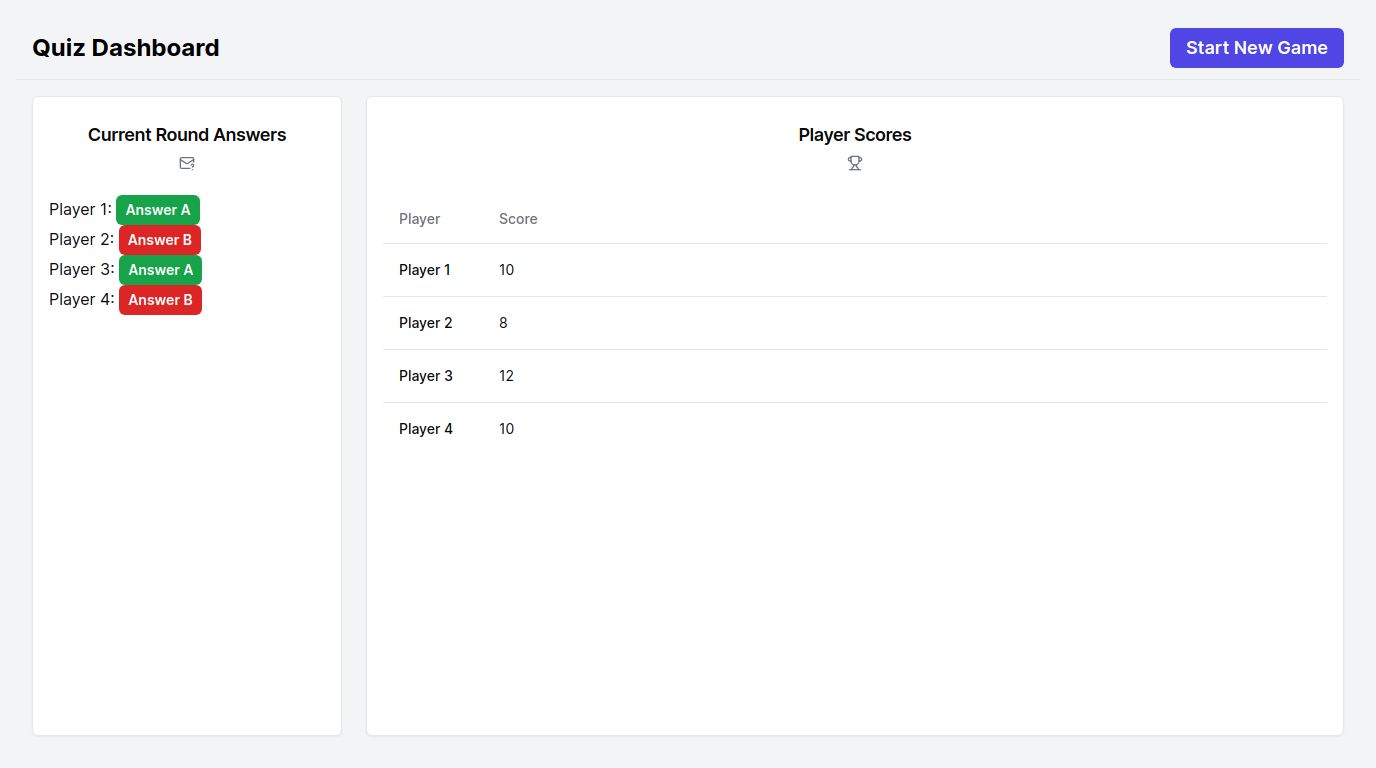 Quiz Dashboard
Start New Game
Current Round Answers
Player 1: Answer A
Player 2: Answer B
Player 3: Answer A
Player 4: Answer B
Player Scores
Player Score
Player 1 10
Player 2 8
Player 3 12
Player 4 10